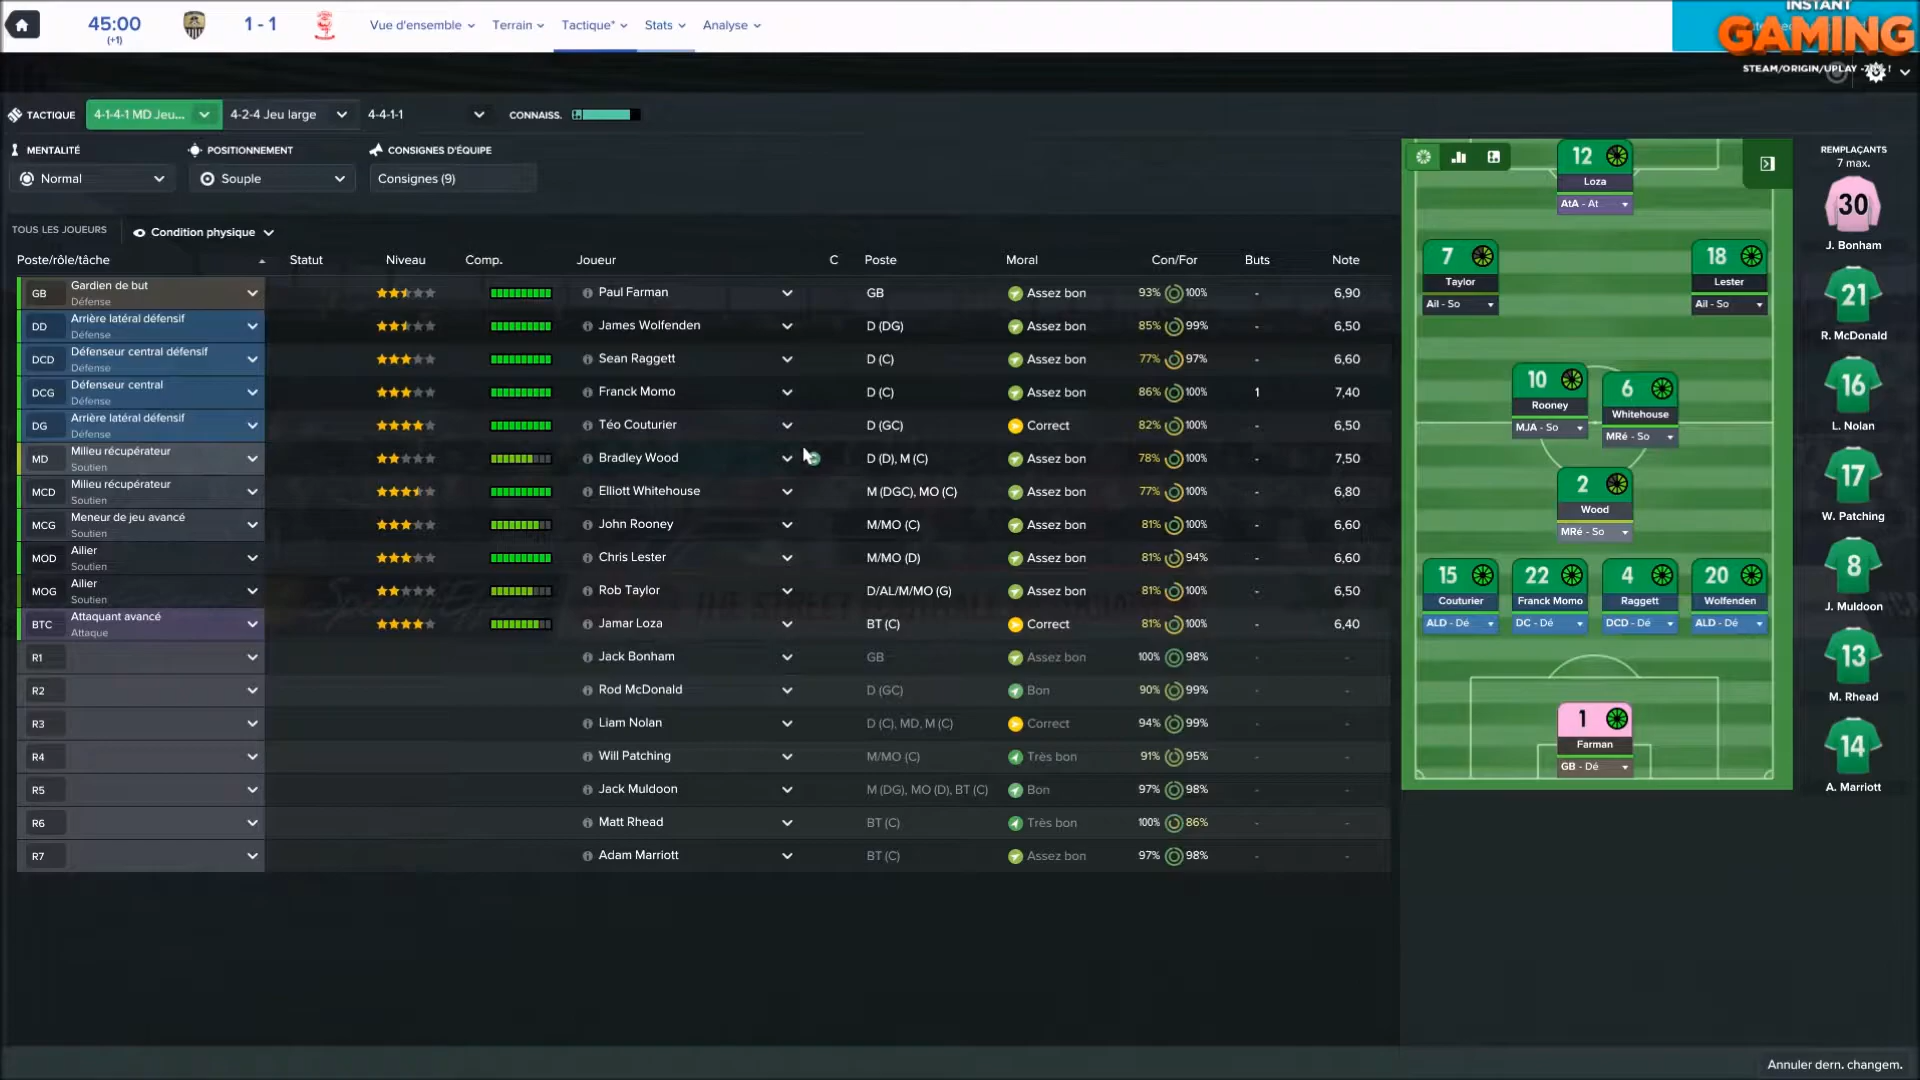 45:00
(+1)
1 - 1
Vue d'ensemble
Terrain
Tactique*
Stats
Analyse
INSTANT
GAMING
STEAM/ORIGIN/UPLAY
TACTIQUE
4-1-4-1 MD Jeu...
4-2-4 Jeu large
4-4-1-1
CONNAISS.
MENTALITÉ
POSITIONNEMENT
CONSIGNES D'ÉQUIPE
Normal
Souple
Consignes (9)
TOUS LES JOUEURS
Condition physique
Poste/rôle/tâche Statut Niveau Comp. Joueur C Poste Moral Con/For Buts Note
GB Gardien de but Défense Paul Farman GB Assez bon 93% 100% - 6,90
DD Arrière latéral défensif Défense James Wolfenden D (DG) Assez bon 85% 99% - 6,50
DCD Défenseur central défensif Défense Sean Raggett D (C) Assez bon 77% 97% - 6,60
DCG Défenseur central Défense Franck Momo D (C) Assez bon 86% 100% 1 7,40
DG Arrière latéral défensif Défense Téo Couturier D (GC) Correct 82% 100% - 6,50
MD Milieu récupérateur Soutien Bradley Wood D (D), M (C) Assez bon 78% 100% - 7,50
MCD Milieu récupérateur Soutien Elliott Whitehouse M (DGC), MO (C) Assez bon 77% 100% - 6,80
MCG Meneur de jeu avancé Soutien John Rooney M/MO (C) Assez bon 81% 100% - 6,60
MOD Ailier Soutien Chris Lester M/MO (D) Assez bon 81% 94% - 6,60
MOG Ailier Soutien Rob Taylor D/AL/M/MO (G) Assez bon 81% 100% - 6,50
BTC Attaquant avancé Attaque Jamar Loza BT (C) Correct 81% 100% - 6,40
R1 Jack Bonham GB Assez bon 100% 98% - -
R2 Rod McDonald D (GC) Bon 90% 99% - -
R3 Liam Nolan D (C), MD, M (C) Correct 94% 99% - -
R4 Will Patching M/MO (C) Très bon 91% 95% - -
R5 Jack Muldoon M (DG), MO (D), BT (C) Bon 97% 98% - -
R6 Matt Rhead BT (C) Très bon 100% 86% - -
R7 Adam Marriott BT (C) Assez bon 97% 98% - -
12
Loza
AtA - At
7
Taylor
Ail - So
18
Lester
Ail - So
10
Rooney
MJA - So
6
Whitehouse
MRé - So
2
Wood
MRé - So
15
Couturier
ALD - Dé
22
Franck Momo
DC - Dé
4
Raggett
DCD - Dé
20
Wolfenden
ALD - Dé
1
Farman
GB - Dé
REMPLAÇANTS
7 max.
30
J. Bonham
21
R. McDonald
16
L. Nolan
17
W. Patching
8
J. Muldoon
13
M. Rhead
14
A. Marriott
Annuler dern. changem.